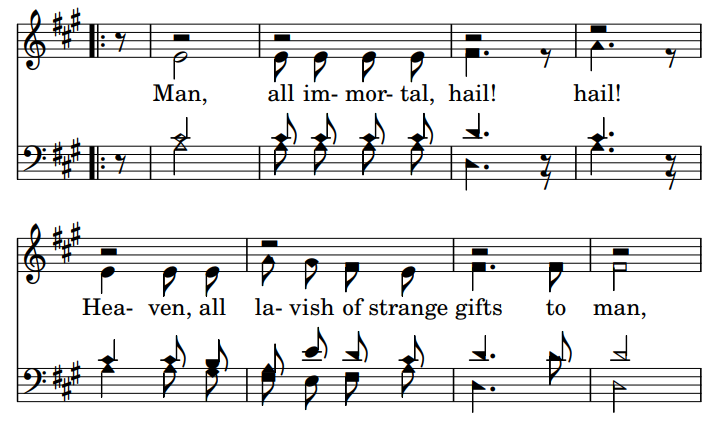 Man, all im- mor- tal, hail! hail!
Hea- ven, all la- vish of strange gifts to man,